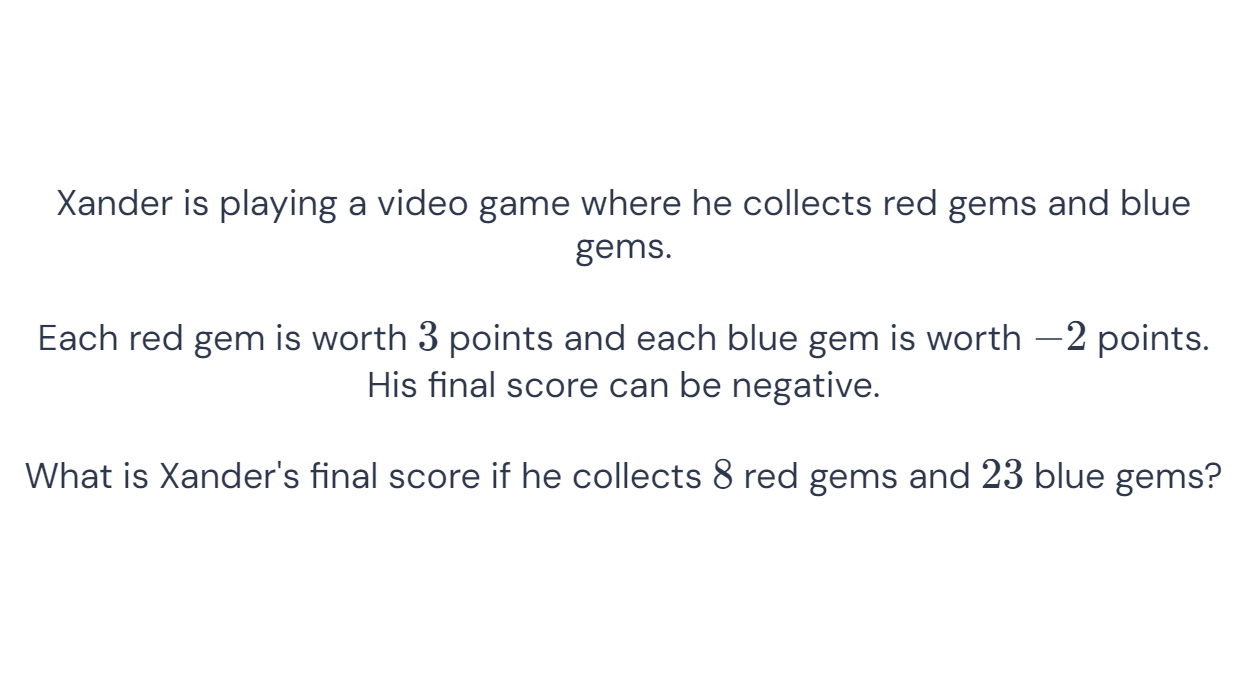 Xander is playing a video game where he collects red gems and blue
gems.
Each red gem is worth 3 points and each blue gem is worth −2 points.
His final score can be negative.
What is Xander's final score if he collects 8 red gems and 23 blue gems?